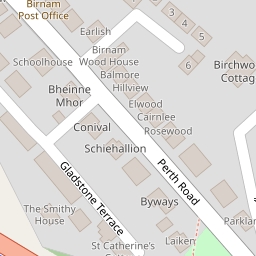 Birnam
Post Office
Earlish
3
4
5
6
Schoolhouse
Birnam
Wood House
Balmore
Hillview
Birchwo
Cottag
Bheinne
Mhor
Elwood
Cairnlee
Rosewood
Conival
Schiehallion
Perth Road
Gladstone Terrace
Byways
The Smithy
House
Parklan
Laiken
St Catherine's